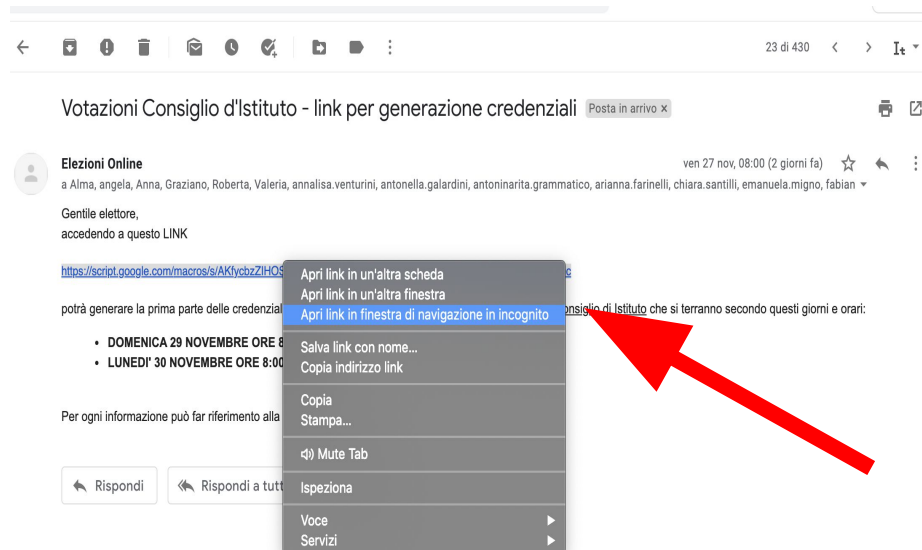 23 di 430
Votazioni Consiglio d'Istituto - link per generazione credenziali Posta in arrivo ×
Elezioni Online ven 27 nov, 08:00 (2 giorni fa)
a Alma, angela, Anna, Graziano, Roberta, Valeria, annalisa.venturini, antonella.galardini, antoninarita.grammatico, arianna.farinelli, chiara.santilli, emanuela.migno, fabian
Gentile elettore,
accedendo a questo LINK
https://script.google.com/macros/s/AKfycbzZIHO
potrà generare la prima parte delle credenzial
onsiglio di Istituto che si terranno secondo questi giorni e orari:
• DOMENICA 29 NOVEMBRE ORE 8
• LUNEDI' 30 NOVEMBRE ORE 8:00
Per ogni informazione può far riferimento alla
Rispondi
Rispondi a tutt
Apri link in un'altra scheda
Apri link in un'altra finestra
Apri link in finestra di navigazione in incognito
Salva link con nome...
Copia indirizzo link
Copia
Stampa...
Mute Tab
Ispeziona
Voce
Servizi